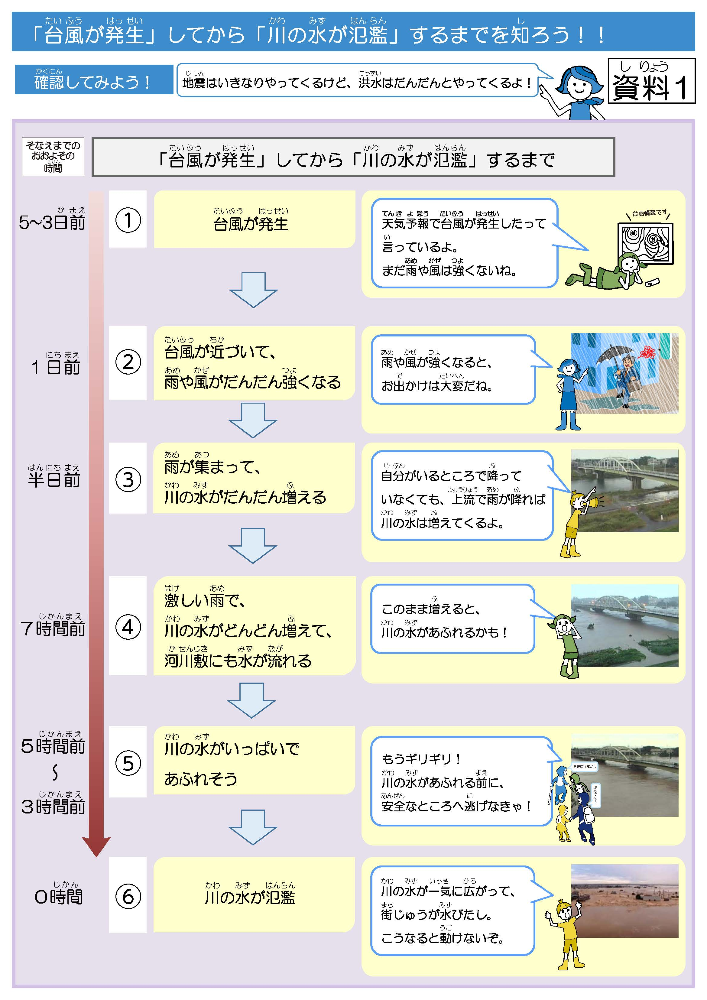 「台風が発生」してから「川の水が氾濫」するまでを知ろう！！
確認してみよう！
地震はいきなりやってくるけど、洪水はだんだんとやってくるよ！
資料1
そなえまでの
おおよその
時間
「台風が発生」してから「川の水が氾濫」するまで
5～3日前
①
台風が発生
天気予報で台風が発生したって
言っているよ。
まだ雨や風は強くないね。
台風情報です
1日前
②
台風が近づいて、
雨や風がだんだん強くなる
雨や風が強くなると、
お出かけは大変だね。
半日前
③
雨が集まって、
川の水がだんだん増える
自分がいるところで降って
いなくても、上流で雨が降れば
川の水は増えてくるよ。
7時間前
④
激しい雨で、
川の水がどんどん増えて、
河川敷にも水が流れる
このまま増えると、
川の水があふれるかも！
5時間前
～
3時間前
⑤
川の水がいっぱいで
あふれそう
もうギリギリ！
川の水があふれる前に、
安全なところへ逃げなきゃ！
足元に注意だよ
おちついて！
0時間
⑥
川の水が氾濫
川の水が一気に広がって、
街じゅうが水びたし。
こうなると動けないぞ。